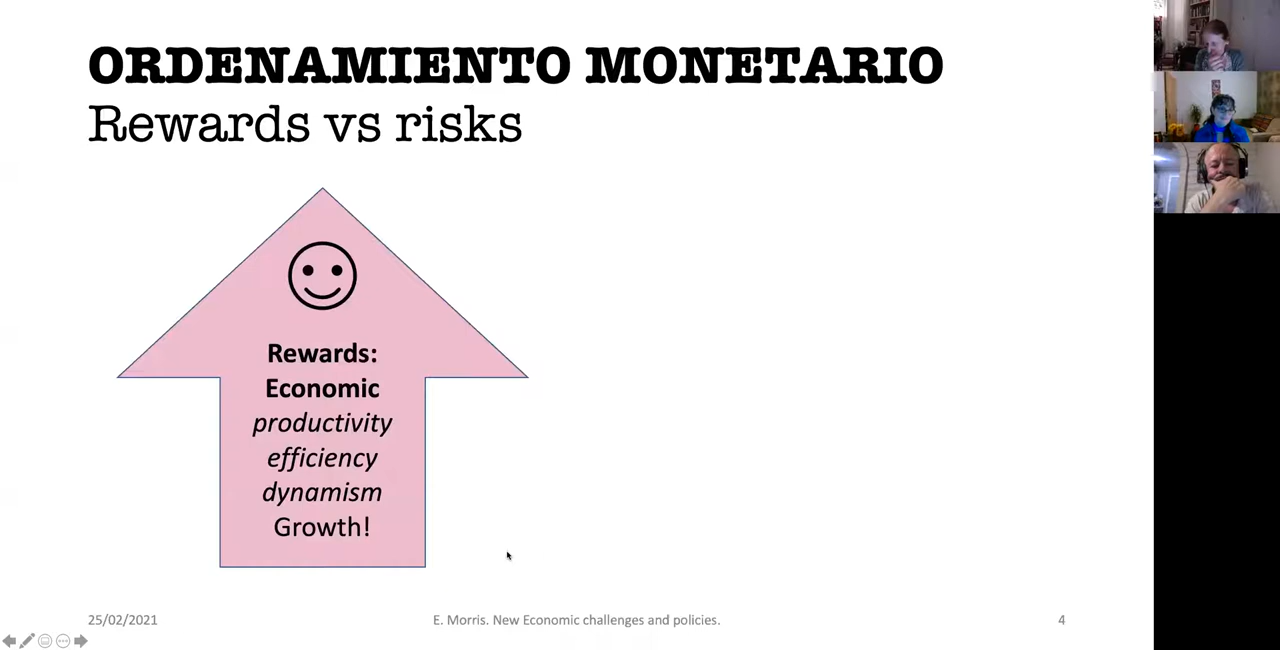 ORDENAMIENTO MONETARIO
Rewards vs risks
Rewards:
Economic
productivity
efficiency
dynamism
Growth!
25/02/2021
E. Morris. New Economic challenges and policies.
4